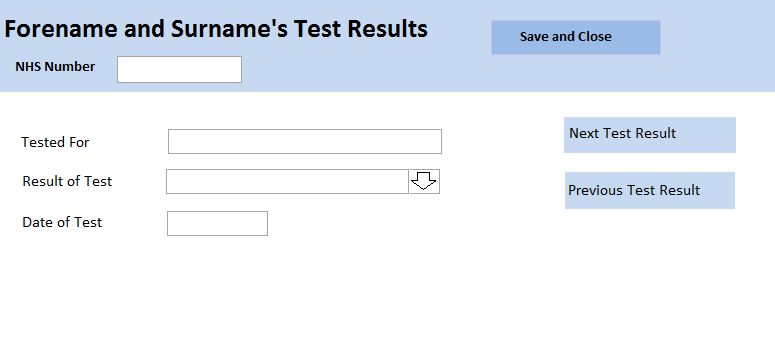 Forename and Surname's Test Results
Save and Close
NHS Number
Tested For
Next Test Result
Result of Test
Previous Test Result
Date of Test